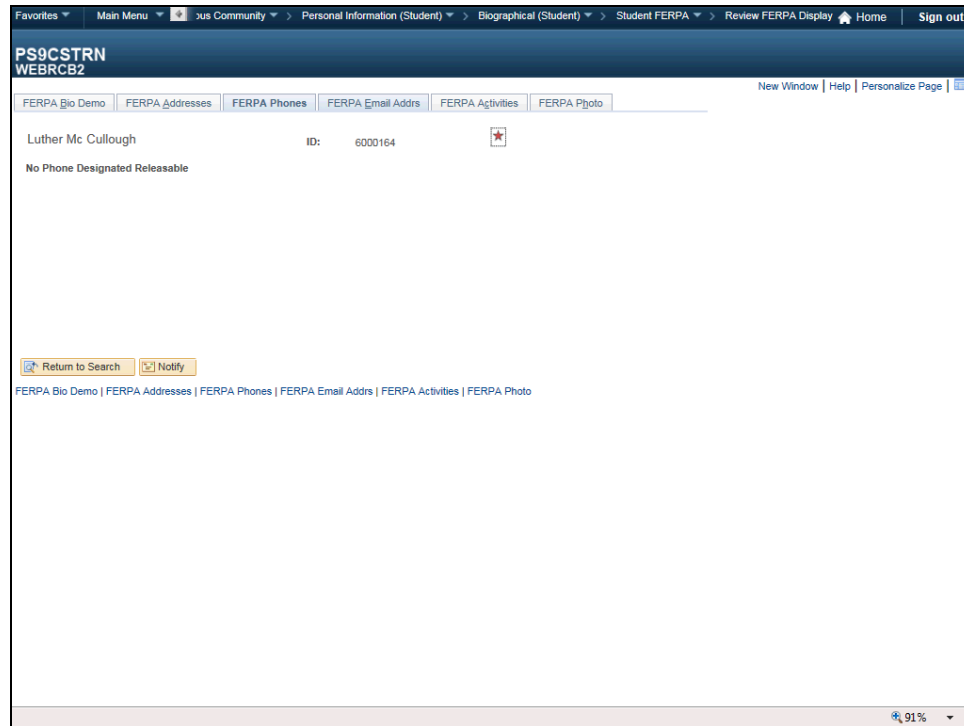 Favorites Main Menu ous Community > Personal Information (Student) > Biographical (Student) > Student FERPA > Review FERPA Display Home Sign out
PS9CSTRN
WEBRCB2
New Window | Help | Personalize Page |
FERPA Bio Demo FERPA Addresses FERPA Phones FERPA Email Addrs FERPA Activities FERPA Photo
Luther Mc Cullough ID: 6000164
No Phone Designated Releasable
Return to Search Notify
FERPA Bio Demo | FERPA Addresses | FERPA Phones | FERPA Email Addrs | FERPA Activities | FERPA Photo
91%